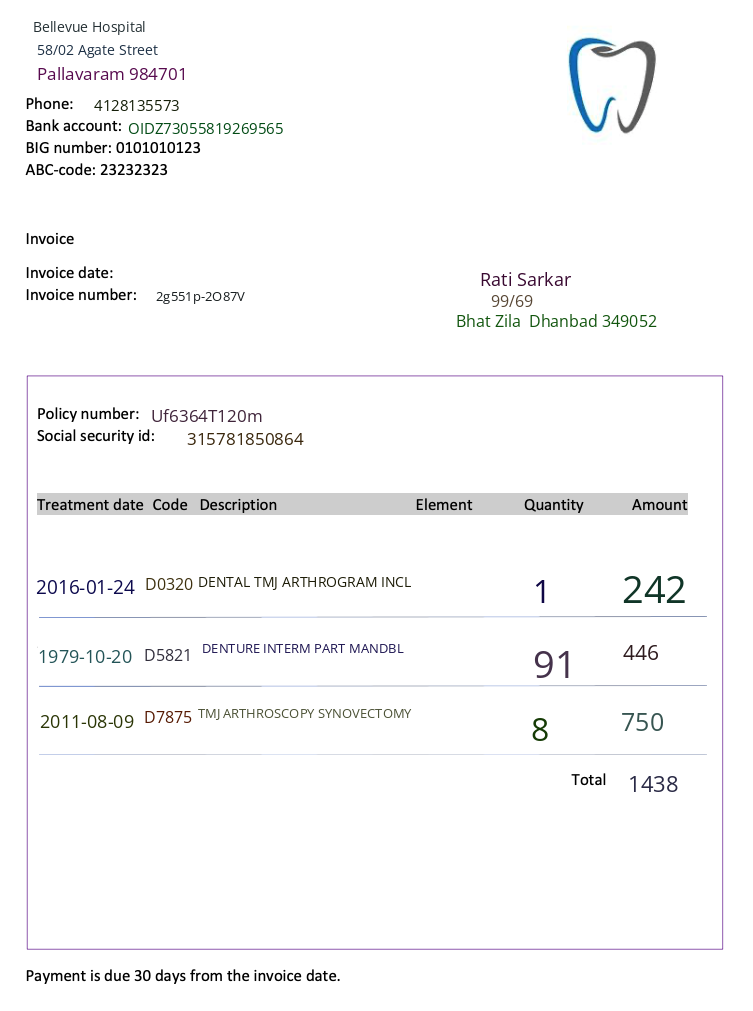 Bellevue Hospital
58/02 Agate Street
Pallavaram 984701
Phone: 4128135573
Bank account: OIDZ73055819269565
BIG number: 0101010123
ABC-code: 23232323
Invoice
Invoice date:
Invoice number: 2g551p-2O87V
Rati Sarkar
99/69
Bhat Zila Dhanbad 349052
Policy number: Uf6364T120m
Social security id: 315781850864
Treatment date Code Description Element Quantity Amount
2016-01-24 D0320 DENTAL TMJ ARTHROGRAM INCL 1 242
1979-10-20 D5821 DENTURE INTERM PART MANDBL 91 446
2011-08-09 D7875 TMJ ARTHROSCOPY SYNOVECTOMY 8 750
Total 1438
Payment is due 30 days from the invoice date.